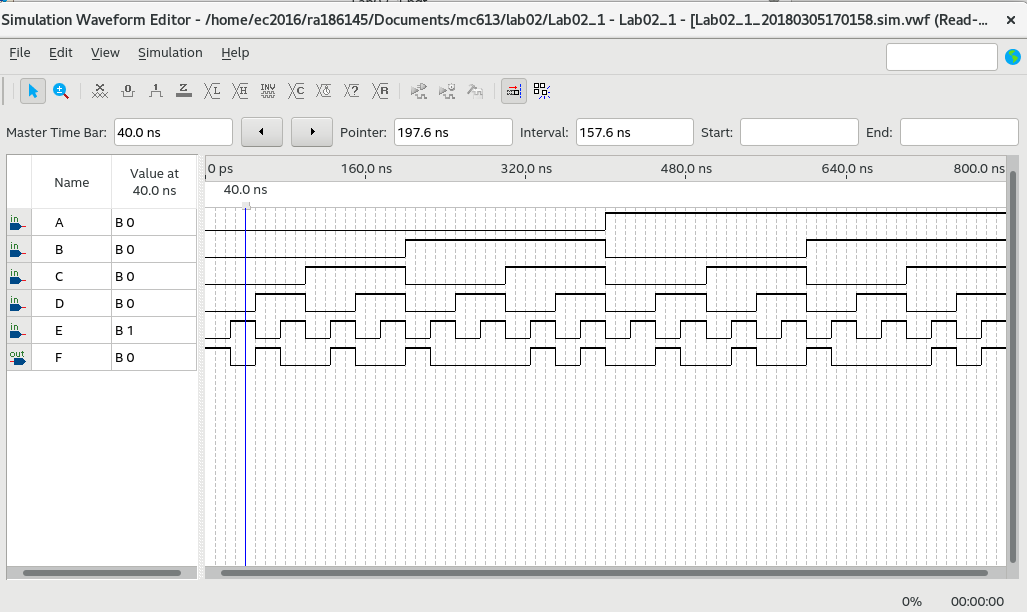 Simulation Waveform Editor - /home/ec2016/ra186145/Documents/mc613/lab02/Lab02_1 - Lab02_1 - [Lab02_1_20180305170158.sim.vwf (Read-...
File Edit View Simulation Help
Master Time Bar: 40.0 ns Pointer: 197.6 ns Interval: 157.6 ns Start: End:
Name Value at 40.0 ns
0 ps 160.0 ns 320.0 ns 480.0 ns 640.0 ns 800.0 ns
40.0 ns
in A B 0
in B B 0
in C B 0
in D B 0
in E B 1
out F B 0
0% 00:00:00